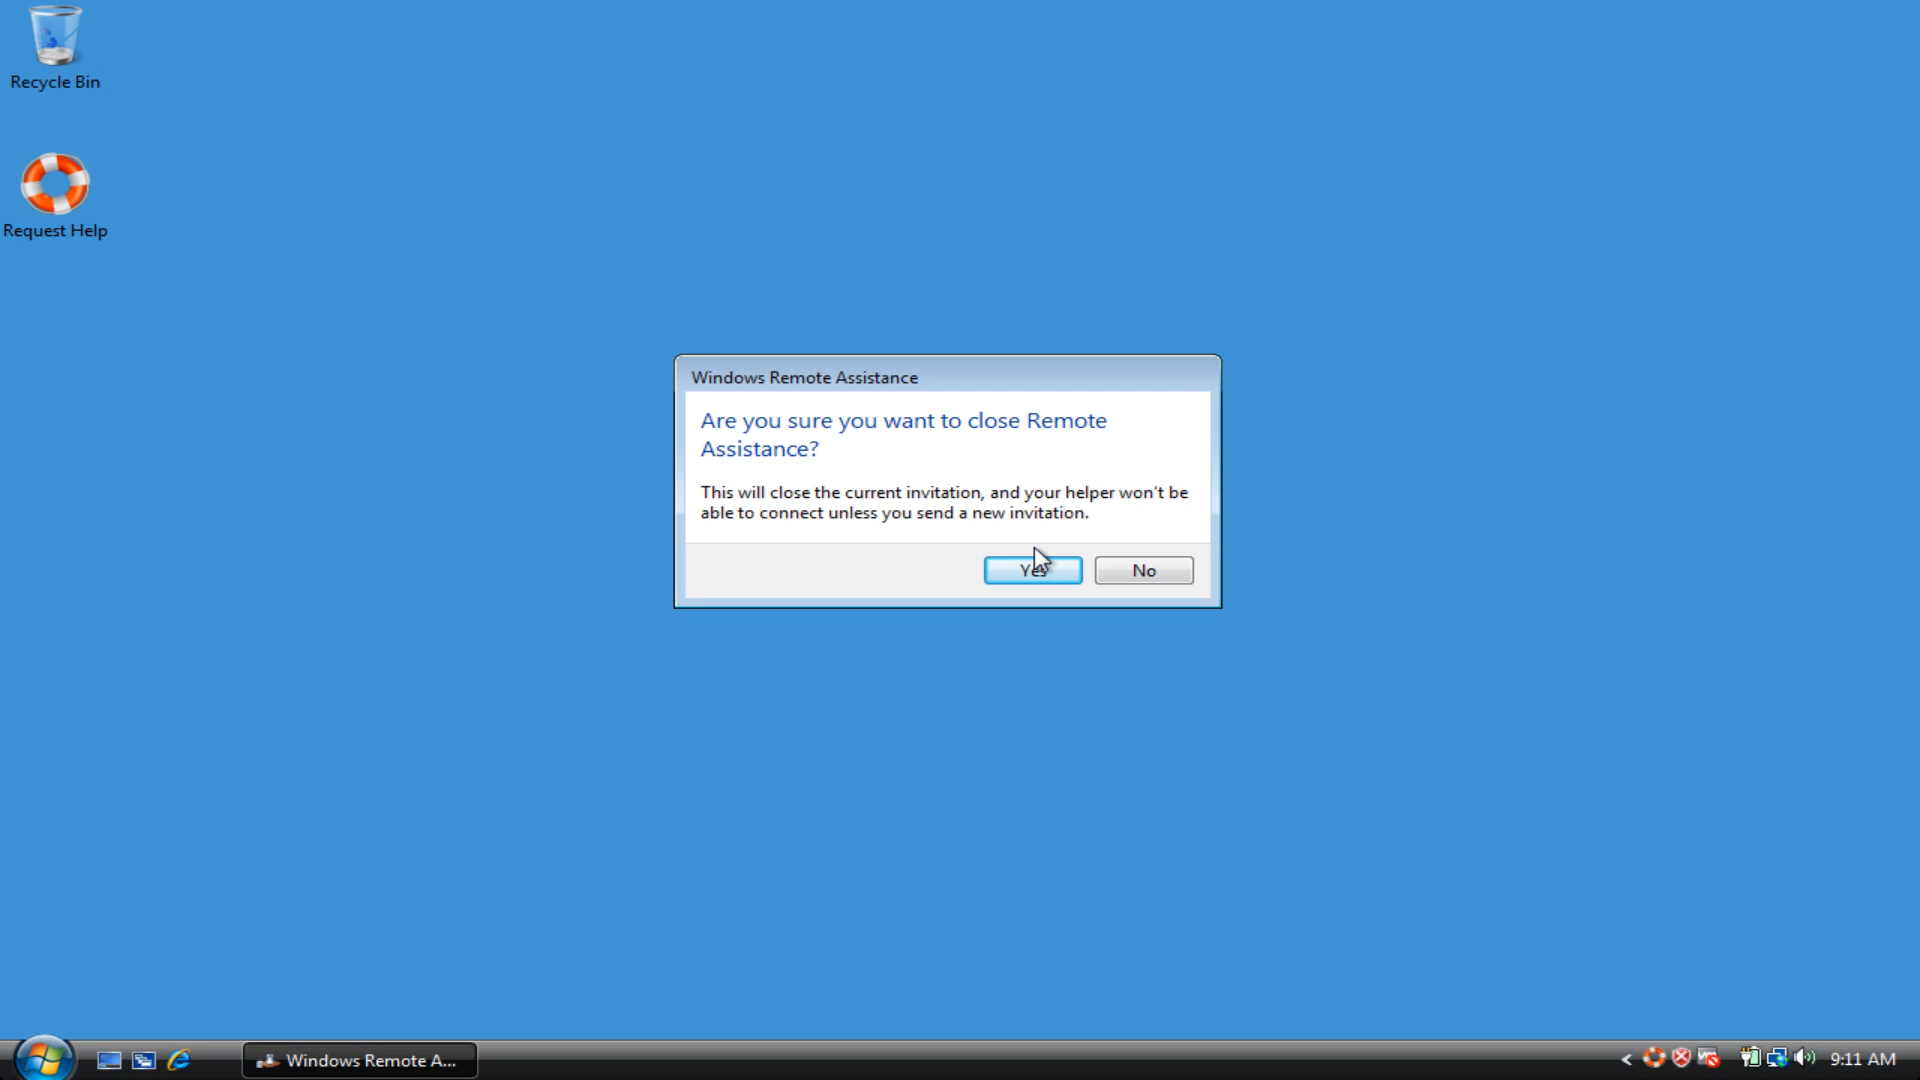 Recycle Bin
Request Help
Windows Remote Assistance
Are you sure you want to close Remote
Assistance?
This will close the current invitation, and your helper won't be
able to connect unless you send a new invitation.
Yes
No
Windows Remote A...
9:11 AM